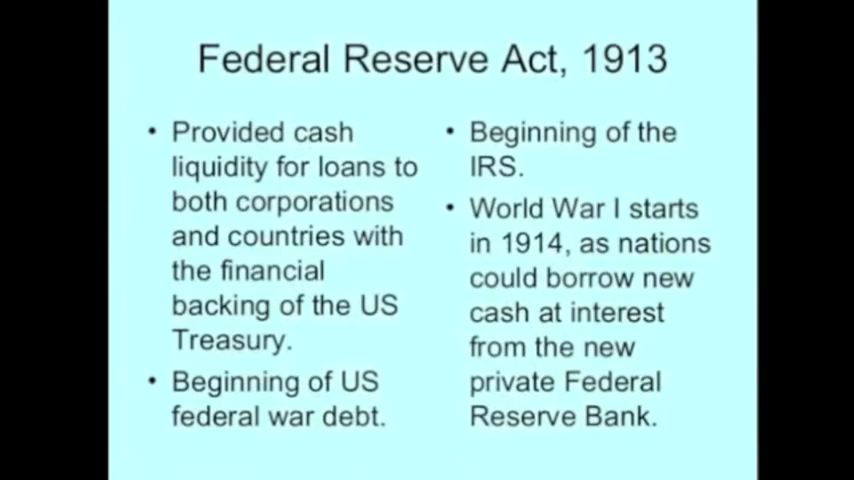 Federal Reserve Act, 1913
• Provided cash
liquidity for loans to
both corporations
and countries with
the financial
backing of the US
Treasury.
• Beginning of US
federal war debt.
• Beginning of the
IRS.
• World War I starts
in 1914, as nations
could borrow new
cash at interest
from the new
private Federal
Reserve Bank.